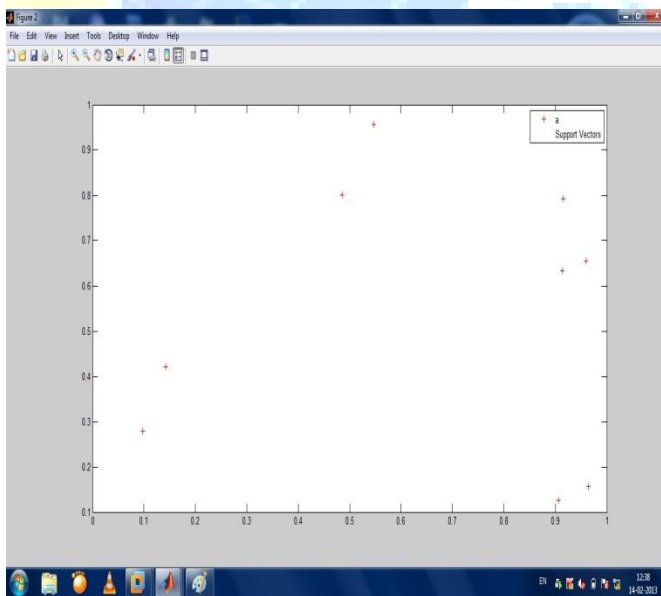 Figure 2
File Edit View Insert Tools Desktop Window Help
1
0.9
0.8
0.7
0.6
0.5
0.4
0.3
0.2
0.1
0 0.1 0.2 0.3 0.4 0.5 0.6 0.7 0.8 0.9 1
a
Support Vectors
EN
12:38
14-02-2013